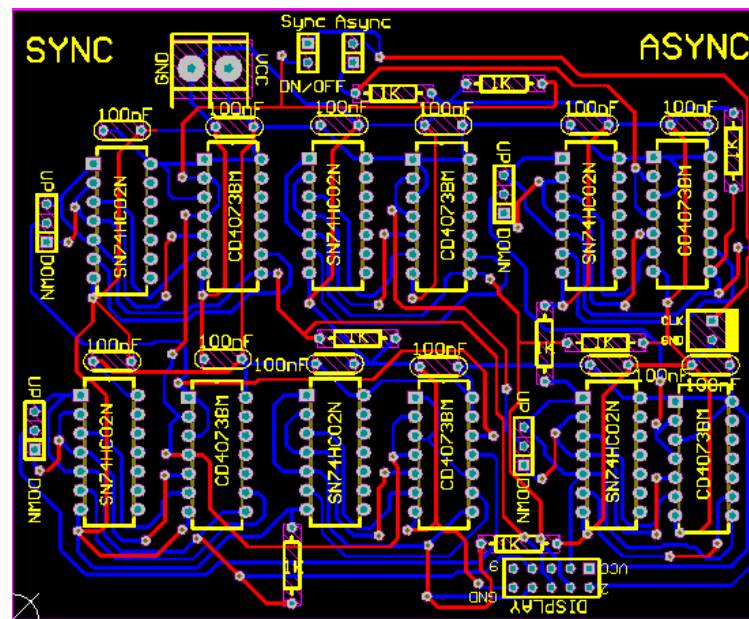 Sync Async
SYNC
ASYNC
GND
VCC
ON/OFF
1K
1K
100nF
100nF
100nF
100nF
100nF
100nF
1K
UP
DOWN
SN74HC02N
CD4073BM
SN74HC02N
CD4073BM
UP
DOWN
SN74HC02N
CD4073BM
CLK
GND
1K
1K
100nF
100nF
100nF
100nF
100nF
100nF
UP
DOWN
SN74HC02N
CD4073BM
SN74HC02N
CD4073BM
UP
DOWN
SN74HC02N
CD4073BM
1K
1K
9
VCC
GND
2
DISPLAY